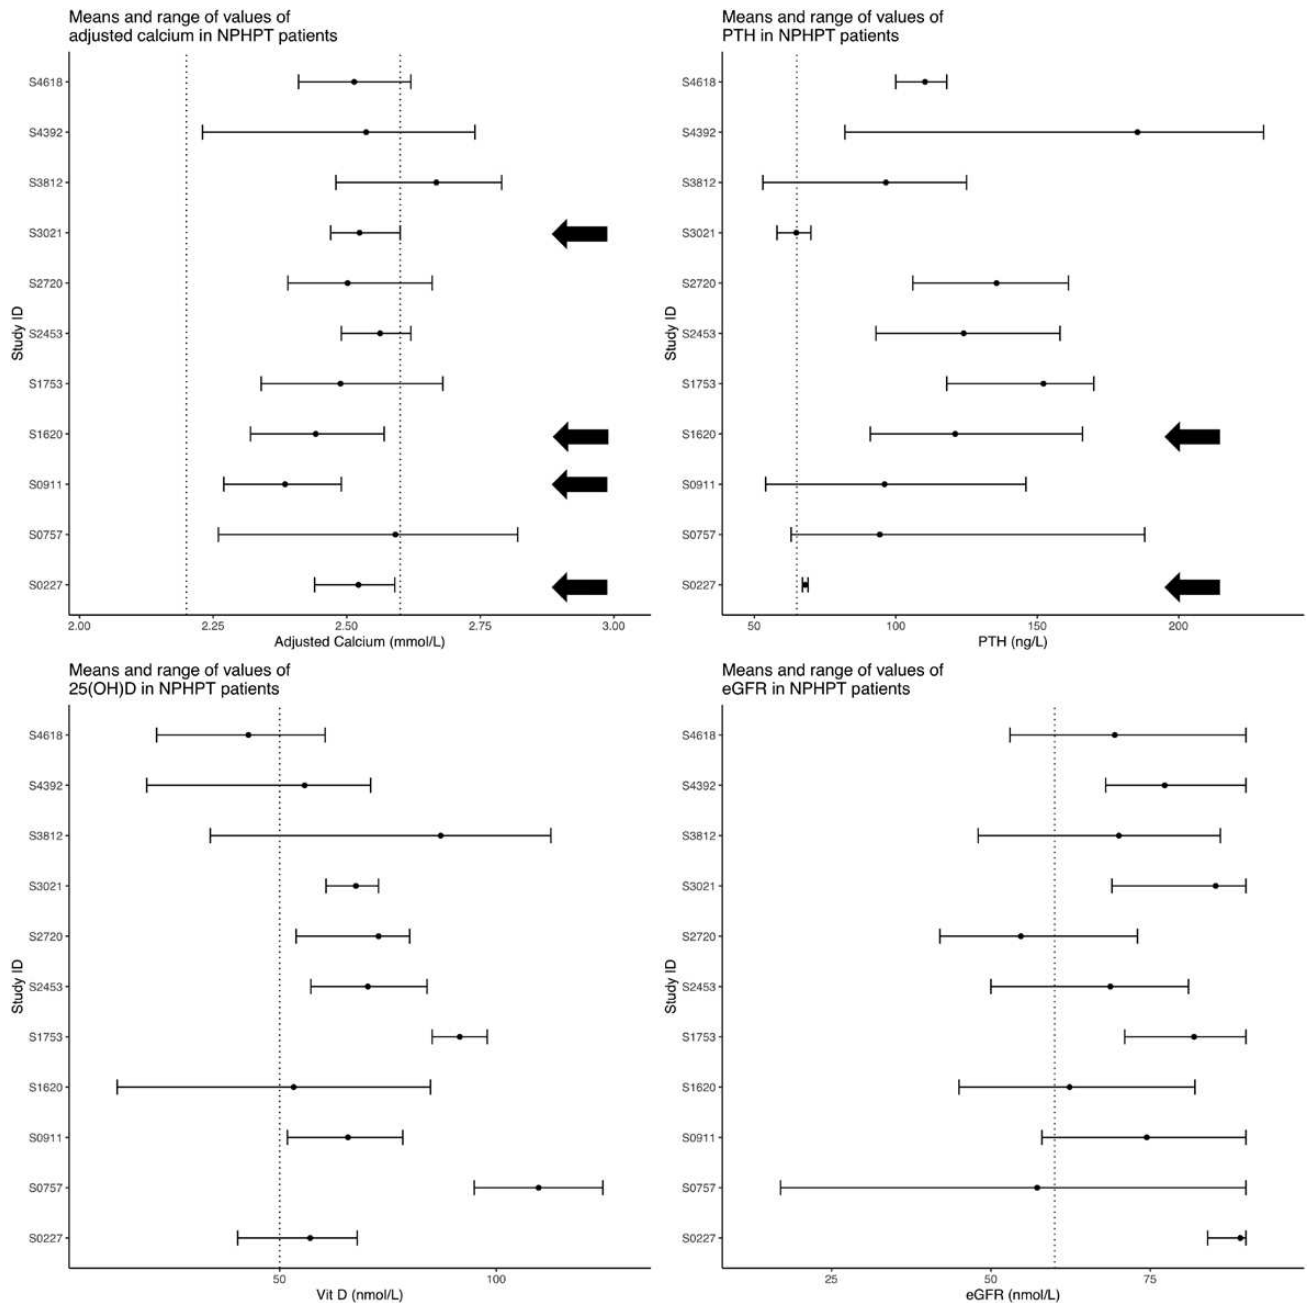 Means and range of values of
adjusted calcium in NPHPT patients
Study ID
S4618
S4392
S3812
S3021
S2720
S2453
S1753
S1620
S0911
S0757
S0227
2.00 2.25 2.50 2.75 3.00
Adjusted Calcium (mmol/L)
Means and range of values of
PTH in NPHPT patients
Study ID
S4618
S4392
S3812
S3021
S2720
S2453
S1753
S1620
S0911
S0757
S0227
50 100 150 200
PTH (ng/L)
Means and range of values of
25(OH)D in NPHPT patients
Study ID
S4618
S4392
S3812
S3021
S2720
S2453
S1753
S1620
S0911
S0757
S0227
50 100
Vit D (nmol/L)
Means and range of values of
eGFR in NPHPT patients
Study ID
S4618
S4392
S3812
S3021
S2720
S2453
S1753
S1620
S0911
S0757
S0227
25 50 75
eGFR (nmol/L)